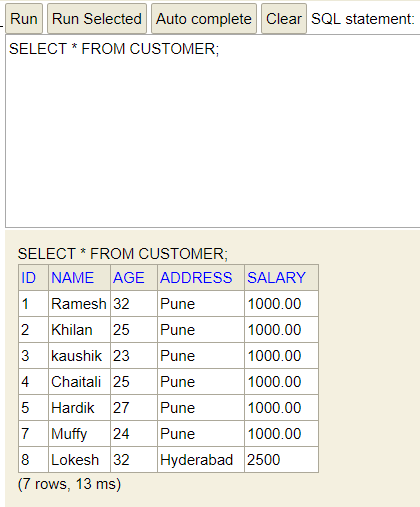 Run Run Selected Auto complete Clear SQL statement:
SELECT * FROM CUSTOMER;
SELECT * FROM CUSTOMER;
ID NAME AGE ADDRESS SALARY
1 Ramesh 32 Pune 1000.00
2 Khilan 25 Pune 1000.00
3 kaushik 23 Pune 1000.00
4 Chaitali 25 Pune 1000.00
5 Hardik 27 Pune 1000.00
7 Muffy 24 Pune 1000.00
8 Lokesh 32 Hyderabad 2500
(7 rows, 13 ms)